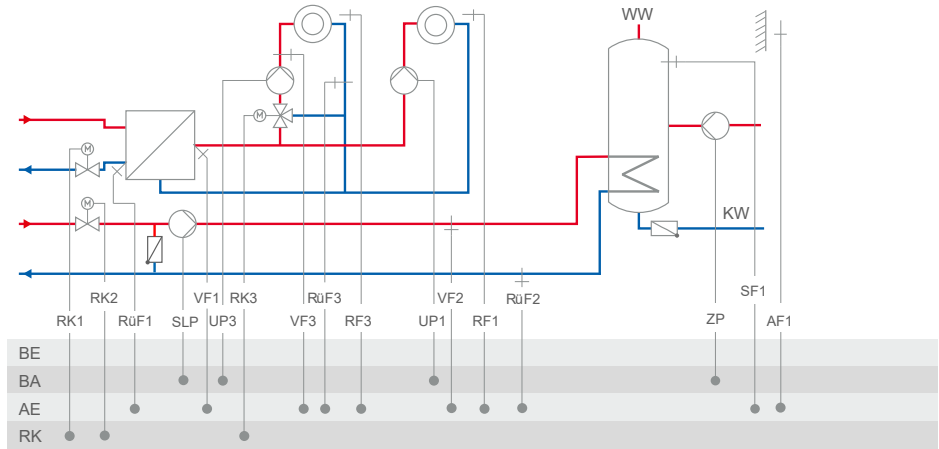 WW
M
M
M
KW
RK2 VF1 RK3 RüF3 VF2 RüF2 SF1
RK1 RüF1 SLP UP3 VF3 RF3 UP1 RF1 ZP AF1
BE
BA
AE
RK